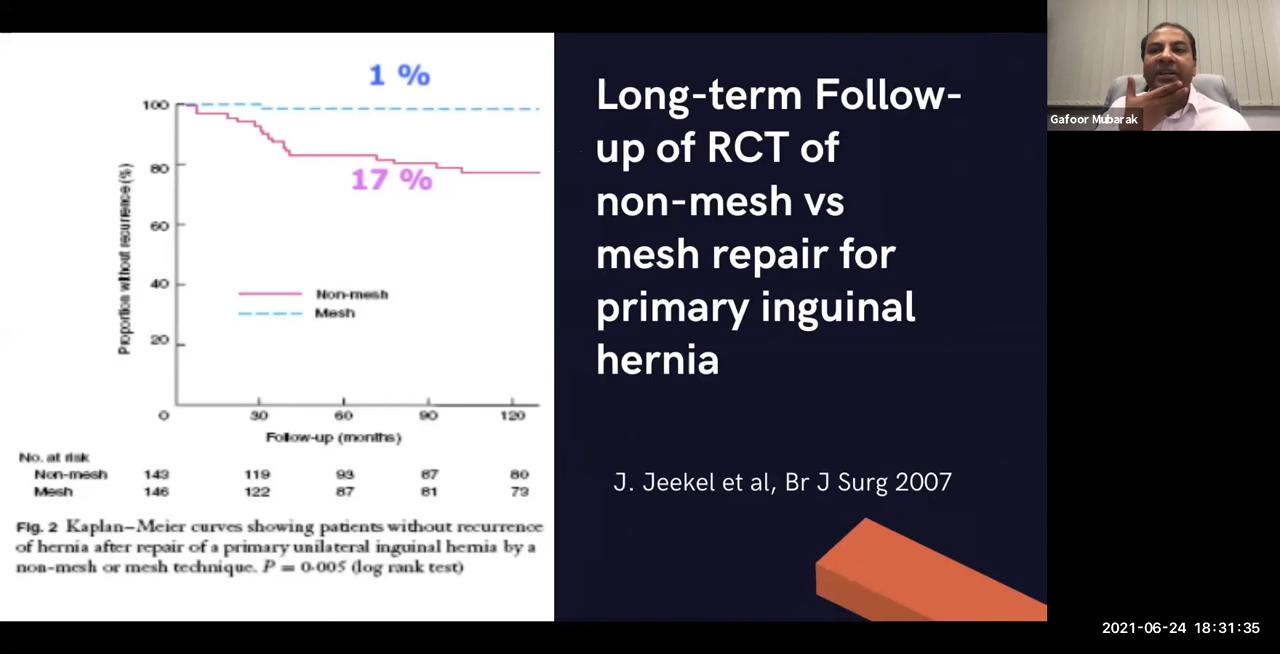 1 %
100
80
17 %
60
40
20
0
Proportion without recurrence (%)
Non-mesh
Mesh
30 60 90 120
Follow-up (months)
No. at risk
Non-mesh 143 119 93 87 80
Mesh 146 122 87 81 73
Fig. 2 Kaplan–Meier curves showing patients without recurrence
of hernia after repair of a primary unilateral inguinal hernia by a
non-mesh or mesh technique. P = 0·005 (log rank test)
Long-term Follow-
up of RCT of
non-mesh vs
mesh repair for
primary inguinal
hernia
J. Jeekel et al, Br J Surg 2007
Gafoor Mubarak
2021-06-24 18:31:35